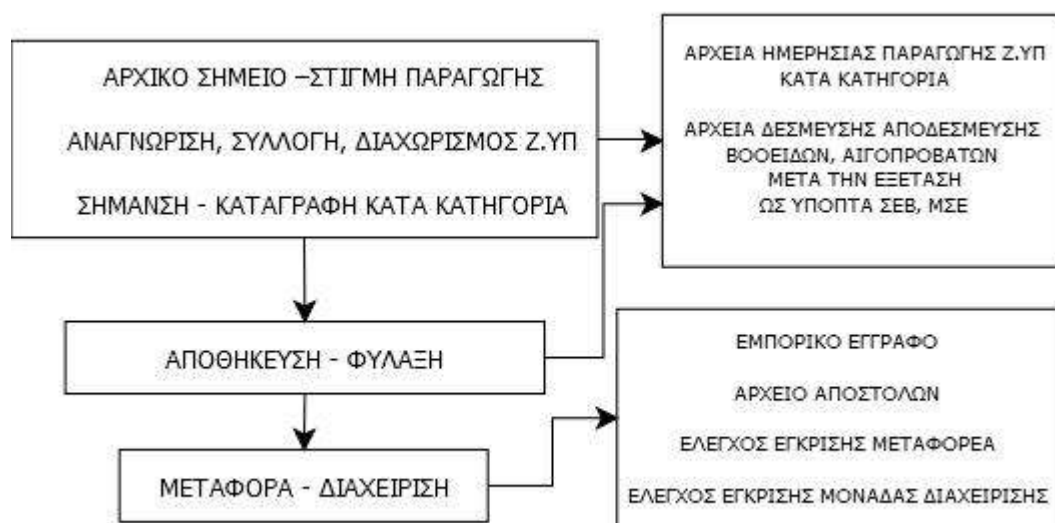 ΑΡΧΙΚΟ ΣΗΜΕΙΟ –ΣΤΙΓΜΗ ΠΑΡΑΓΩΓΗΣ
ΑΝΑΓΝΩΡΙΣΗ, ΣΥΛΛΟΓΗ, ΔΙΑΧΩΡΙΣΜΟΣ Ζ.ΥΠ
ΣΗΜΑΝΣΗ - ΚΑΤΑΓΡΑΦΗ ΚΑΤΑ ΚΑΤΗΓΟΡΙΑ
ΑΡΧΕΙΑ ΗΜΕΡΗΣΙΑΣ ΠΑΡΑΓΩΓΗΣ Ζ.ΥΠ
ΚΑΤΑ ΚΑΤΗΓΟΡΙΑ
ΑΡΧΕΙΑ ΔΕΣΜΕΥΣΗΣ ΑΠΟΔΕΣΜΕΥΣΗΣ
ΒΟΟΕΙΔΩΝ, ΑΙΓΟΠΡΟΒΑΤΩΝ
ΜΕΤΑ ΤΗΝ ΕΞΕΤΑΣΗ
ΩΣ ΥΠΟΠΤΑ ΣΕΒ, ΜΣΕ
ΑΠΟΘΗΚΕΥΣΗ - ΦΥΛΑΞΗ
ΜΕΤΑΦΟΡΑ - ΔΙΑΧΕΙΡΙΣΗ
ΕΜΠΟΡΙΚΟ ΕΓΓΡΑΦΟ
ΑΡΧΕΙΟ ΑΠΟΣΤΟΛΩΝ
ΕΛΕΓΧΟΣ ΕΓΚΡΙΣΗΣ ΜΕΤΑΦΟΡΕΑ
ΕΛΕΓΧΟΣ ΕΓΚΡΙΣΗΣ ΜΟΝΑΔΑΣ ΔΙΑΧΕΙΡΙΣΗΣ